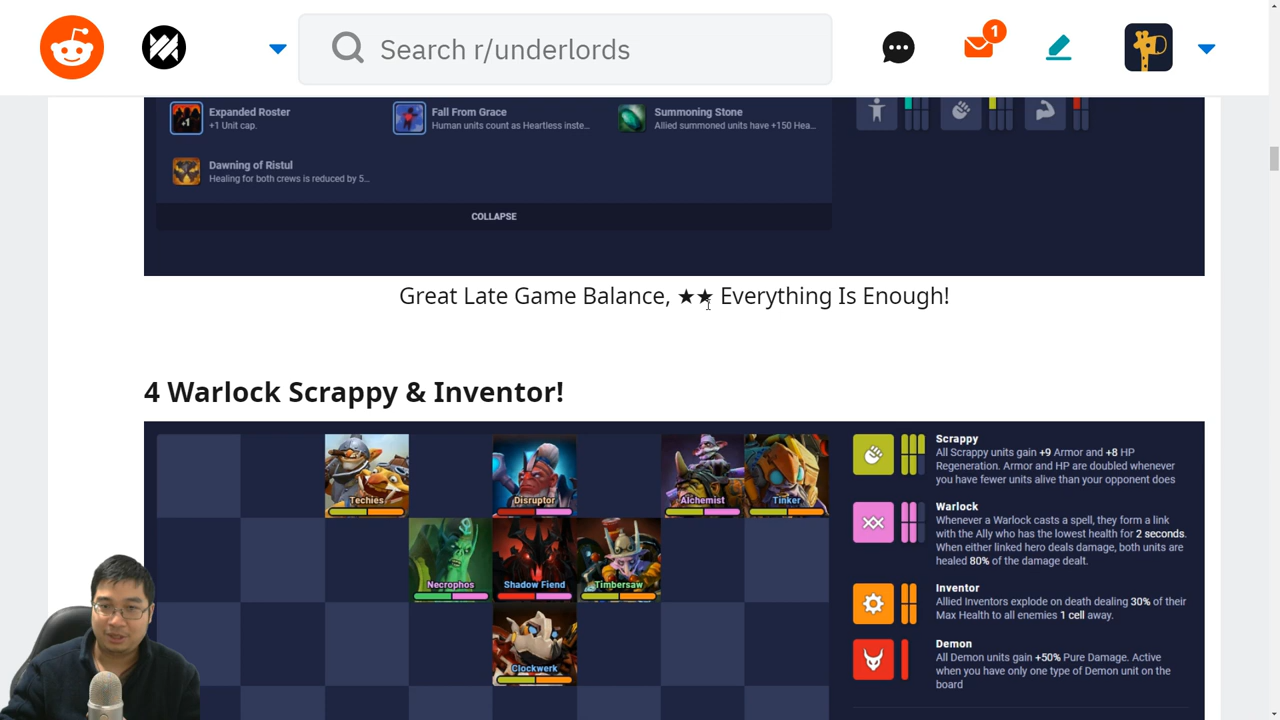 Search r/underlords
1
Expanded Roster
+1 Unit cap.
Fall From Grace
Human units count as Heartless inste...
Summoning Stone
Allied summoned units have +150 Hea...
Dawning of Ristul
Healing for both crews is reduced by 5...
COLLAPSE
Great Late Game Balance, ★★ Everything Is Enough!
4 Warlock Scrappy & Inventor!
Techies
Disruptor
Alchemist
Tinker
Necrophos
Shadow Fiend
Timbersaw
Clockwerk
Scrappy
All Scrappy units gain +9 Armor and +8 HP
Regeneration. Armor and HP are doubled whenever
you have fewer units alive than your opponent does
Warlock
Whenever a Warlock casts a spell, they form a link
with the Ally who has the lowest health for 2 seconds.
When either linked hero deals damage, both units are
healed 80% of the damage dealt.
Inventor
Allied Inventors explode on death dealing 30% of their
Max Health to all enemies 1 cell away.
Demon
All Demon units gain +50% Pure Damage. Active
when you have only one type of Demon unit on the
board